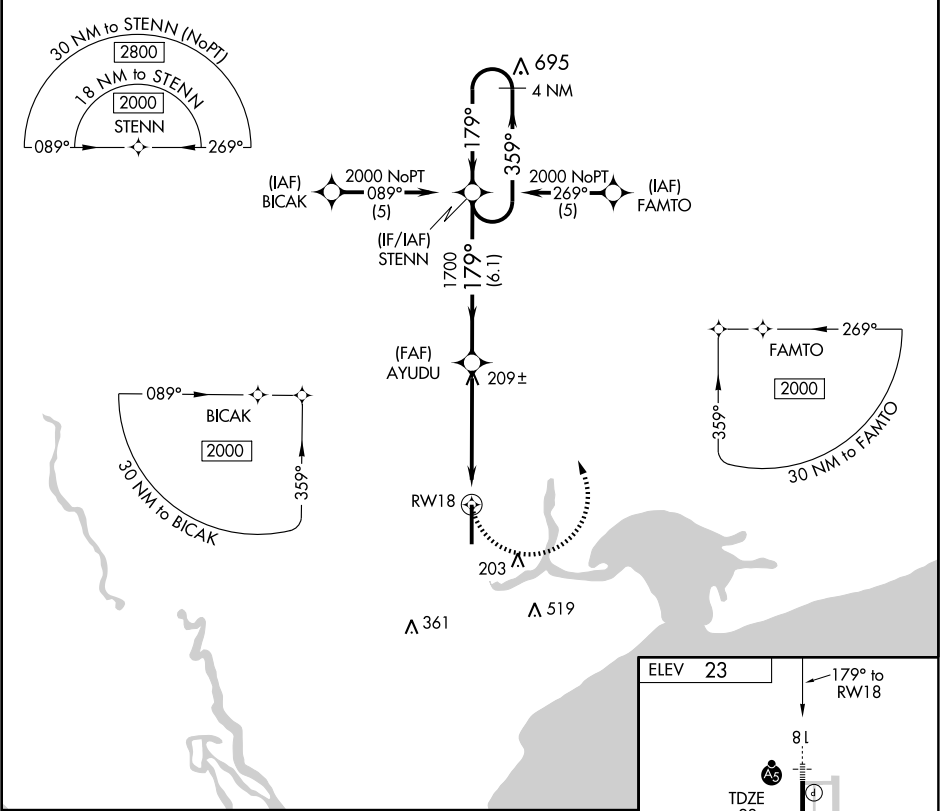 30 NM to STENN (NoPT)
2800
18 NM to STENN
2000
STENN
089°
269°
695
4 NM
179°
359°
(IAF)
BICAK
2000 NoPT
089°
(5)
2000 NoPT
269°
(5)
(IAF)
FAMTO
(IF/IAF)
STENN
1700
179°
(6.1)
(FAF)
AYUDU
209±
269°
FAMTO
2000
359°
30 NM to FAMTO
089°
BICAK
2000
359°
30 NM to BICAK
RW18
203
519
361
ELEV 23
179° to
RW18
18
A5
P
TDZE